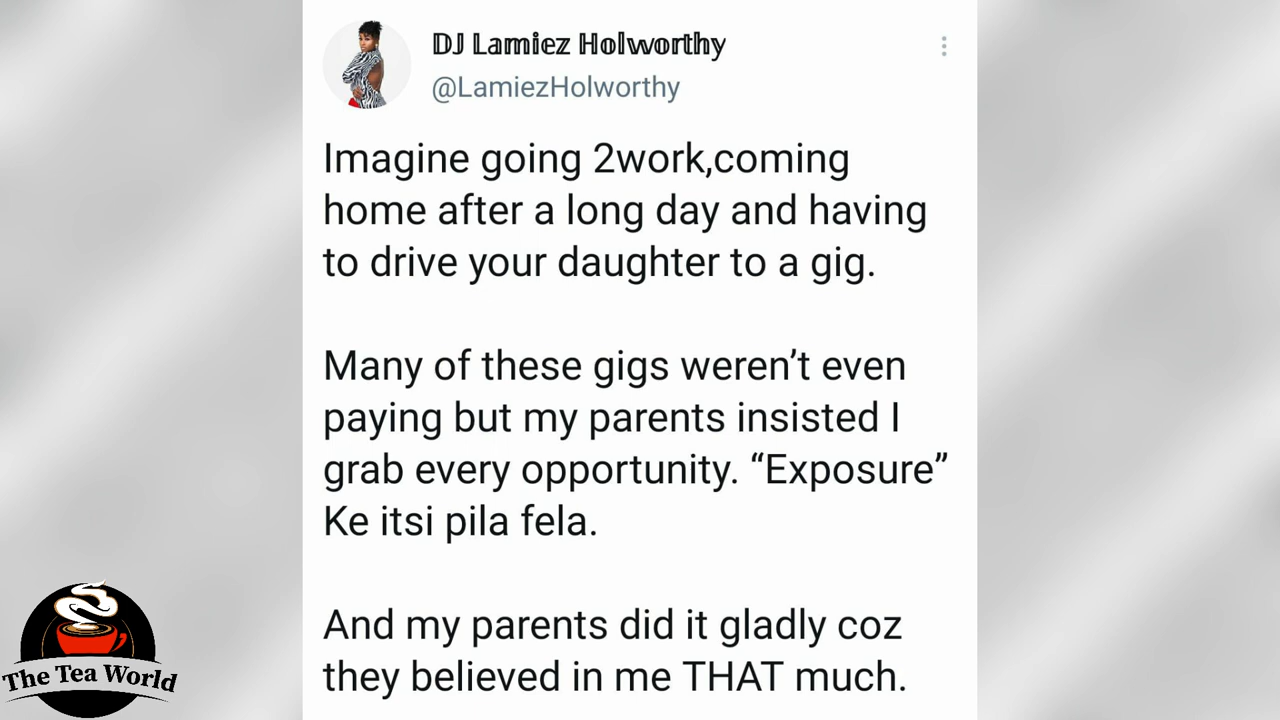 DJ Lamiez Holworthy
@LamiezHolworthy
Imagine going 2work,coming
home after a long day and having
to drive your daughter to a gig.
Many of these gigs weren’t even
paying but my parents insisted I
grab every opportunity. “Exposure”
Ke itsi pila fela.
And my parents did it gladly coz
they believed in me THAT much.
The Tea World